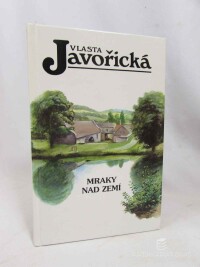 VLASTA
Javořická
MRAKY
NAD ZEMÍ